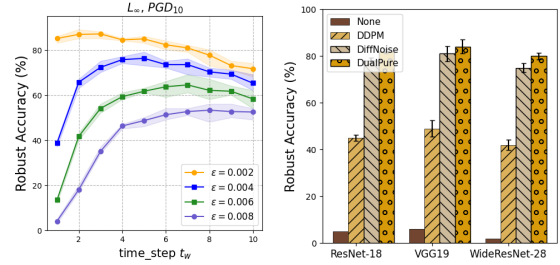 L∞, PGD10
Robust Accuracy (%)
80
60
40
20
0
2
4
6
8
10
time_step tw
ε = 0.002
ε = 0.004
ε = 0.006
ε = 0.008
Robust Accuracy (%)
100
80
60
40
20
0
None
DDPM
DiffNoise
DualPure
ResNet-18
VGG19
WideResNet-28